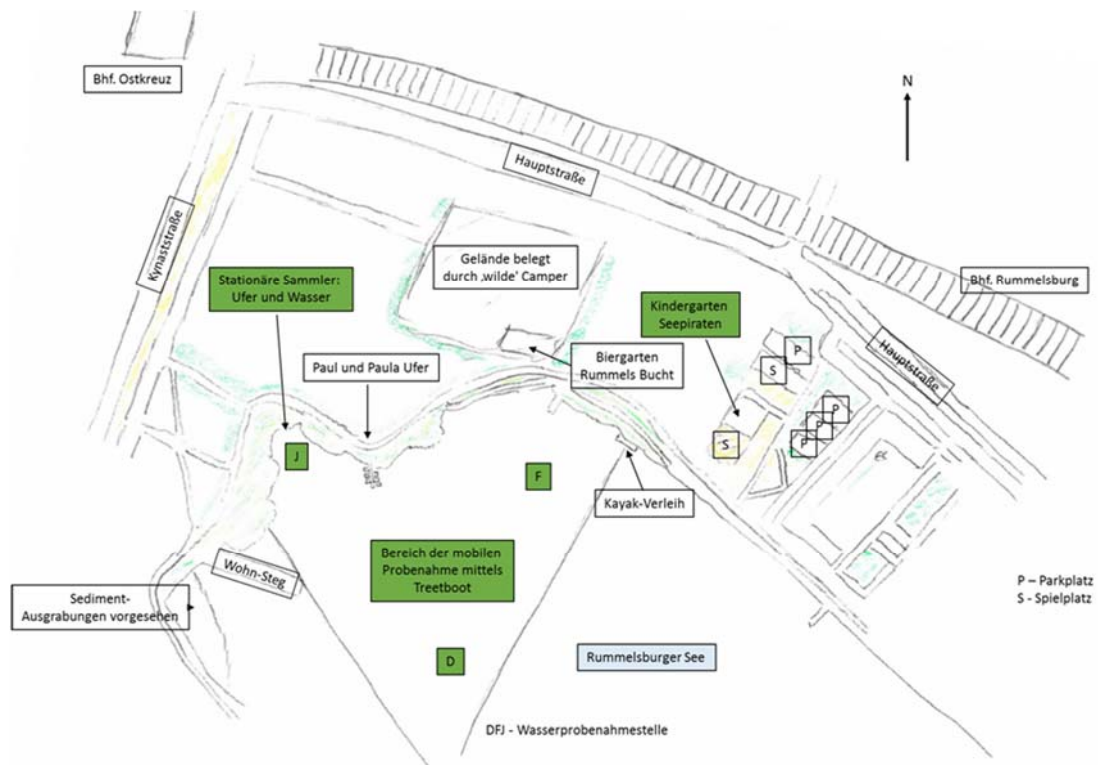 Bhf. Ostkreuz
N
Hauptstraße
Kynaststraße
Gelände belegt
durch ‚wilde' Camper
Bhf. Rummelsburg
Stationäre Sammler:
Ufer und Wasser
Kindergarten
Seepiraten
Hauptstraße
P
S
Paul und Paula Ufer
Biergarten
Rummels Bucht
P
P
P
S
J
F
Kayak-Verleih
Bereich der mobilen
Probenahme mittels
Treetboot
Wohn-Steg
Sediment-
Ausgrabungen vorgesehen
P – Parkplatz
S - Spielplatz
D
Rummelsburger See
DFJ - Wasserprobenahmestelle